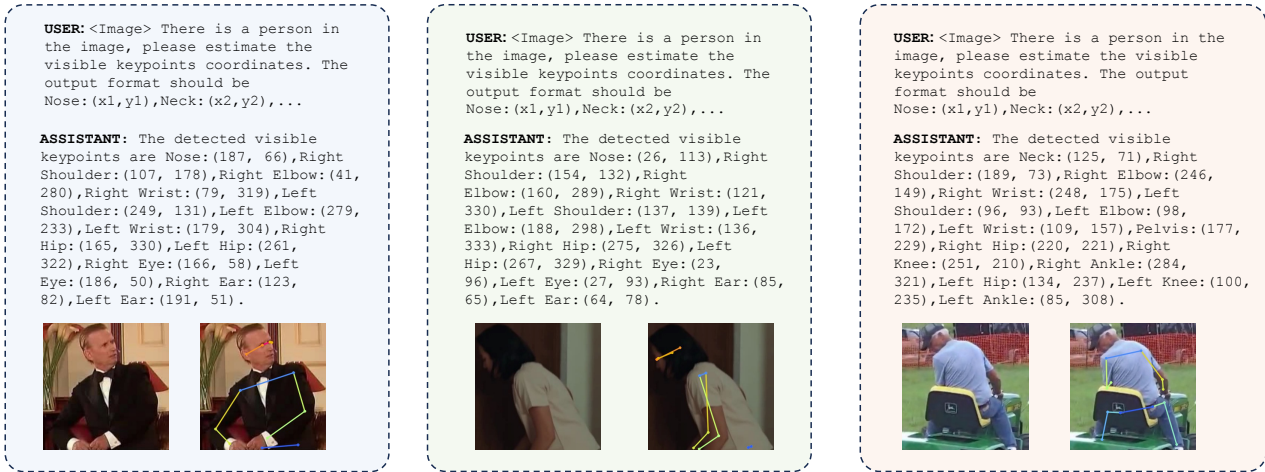 USER: <Image> There is a person in
the image, please estimate the
visible keypoints coordinates. The
output format should be
Nose:(x1,y1),Neck:(x2,y2),...
ASSISTANT: The detected visible
keypoints are Nose:(187, 66),Right
Shoulder:(107, 178),Right Elbow:(41,
280),Right Wrist:(79, 319),Left
Shoulder:(249, 131),Left Elbow:(279,
233),Left Wrist:(179, 304),Right
Hip:(165, 330),Left Hip:(261,
322),Right Eye:(166, 58),Left
Eye:(186, 50),Right Ear:(123,
82),Left Ear:(191, 51).
USER: <Image> There is a person in
the image, please estimate the
visible keypoints coordinates. The
output format should be
Nose:(x1,y1),Neck:(x2,y2),...
ASSISTANT: The detected visible
keypoints are Nose:(26, 113),Right
Shoulder:(154, 132),Right
Elbow:(160, 289),Right Wrist:(121,
330),Left Shoulder:(137, 139),Left
Elbow:(188, 298),Left Wrist:(136,
333),Right Hip:(275, 326),Left
Hip:(267, 329),Right Eye:(23,
96),Left Eye:(27, 93),Right Ear:(85,
65),Left Ear:(64, 78).
USER: <Image> There is a person in the
image, please estimate the visible
keypoints coordinates. The output
format should be
Nose:(x1,y1),Neck:(x2,y2),...
ASSISTANT: The detected visible
keypoints are Neck:(125, 71),Right
Shoulder:(189, 73),Right Elbow:(246,
149),Right Wrist:(248, 175),Left
Shoulder:(96, 93),Left Elbow:(98,
172),Left Wrist:(109, 157),Pelvis:(177,
229),Right Hip:(220, 221),Right
Knee:(251, 210),Right Ankle:(284,
321),Left Hip:(134, 237),Left Knee:(100,
235),Left Ankle:(85, 308).